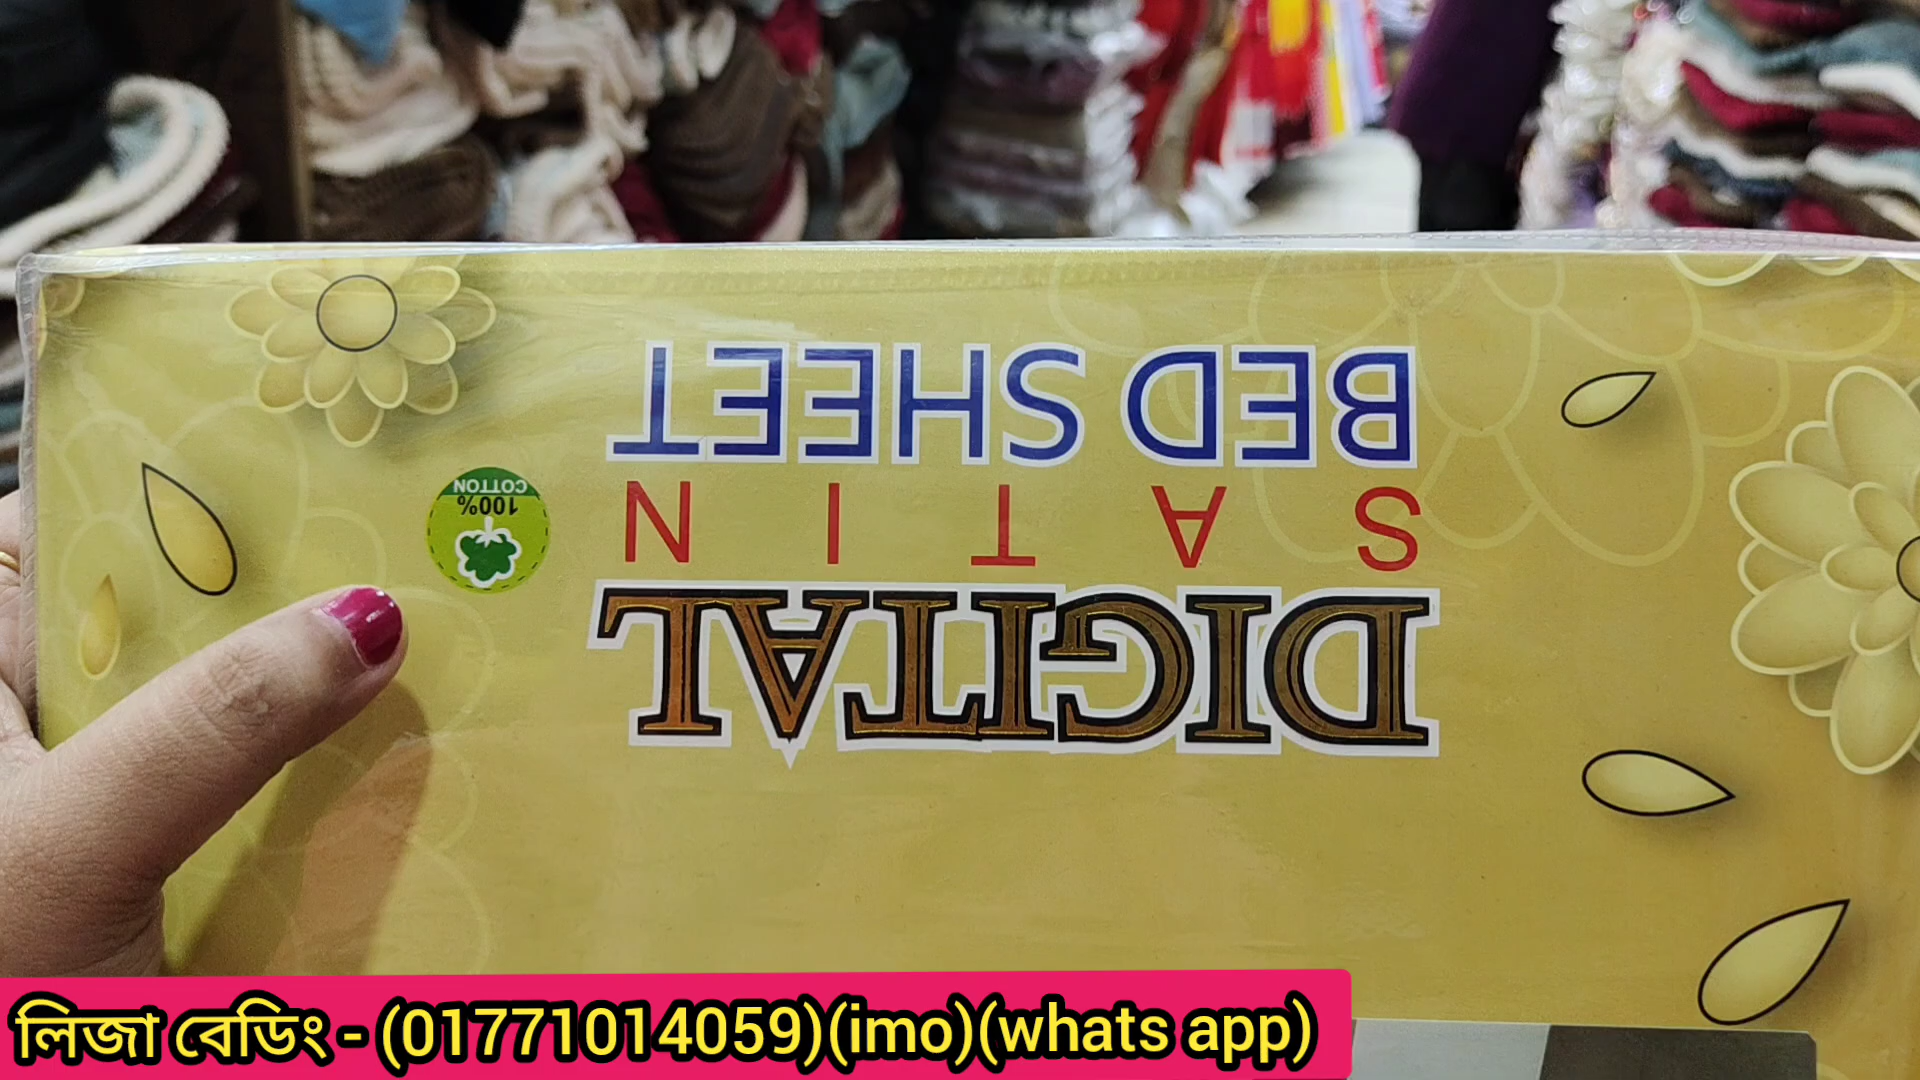 DIGITAL
SATIN
BED SHEET
100%
COTTON
লিজা বেডিং - (01771014059)(imo)(whats app)